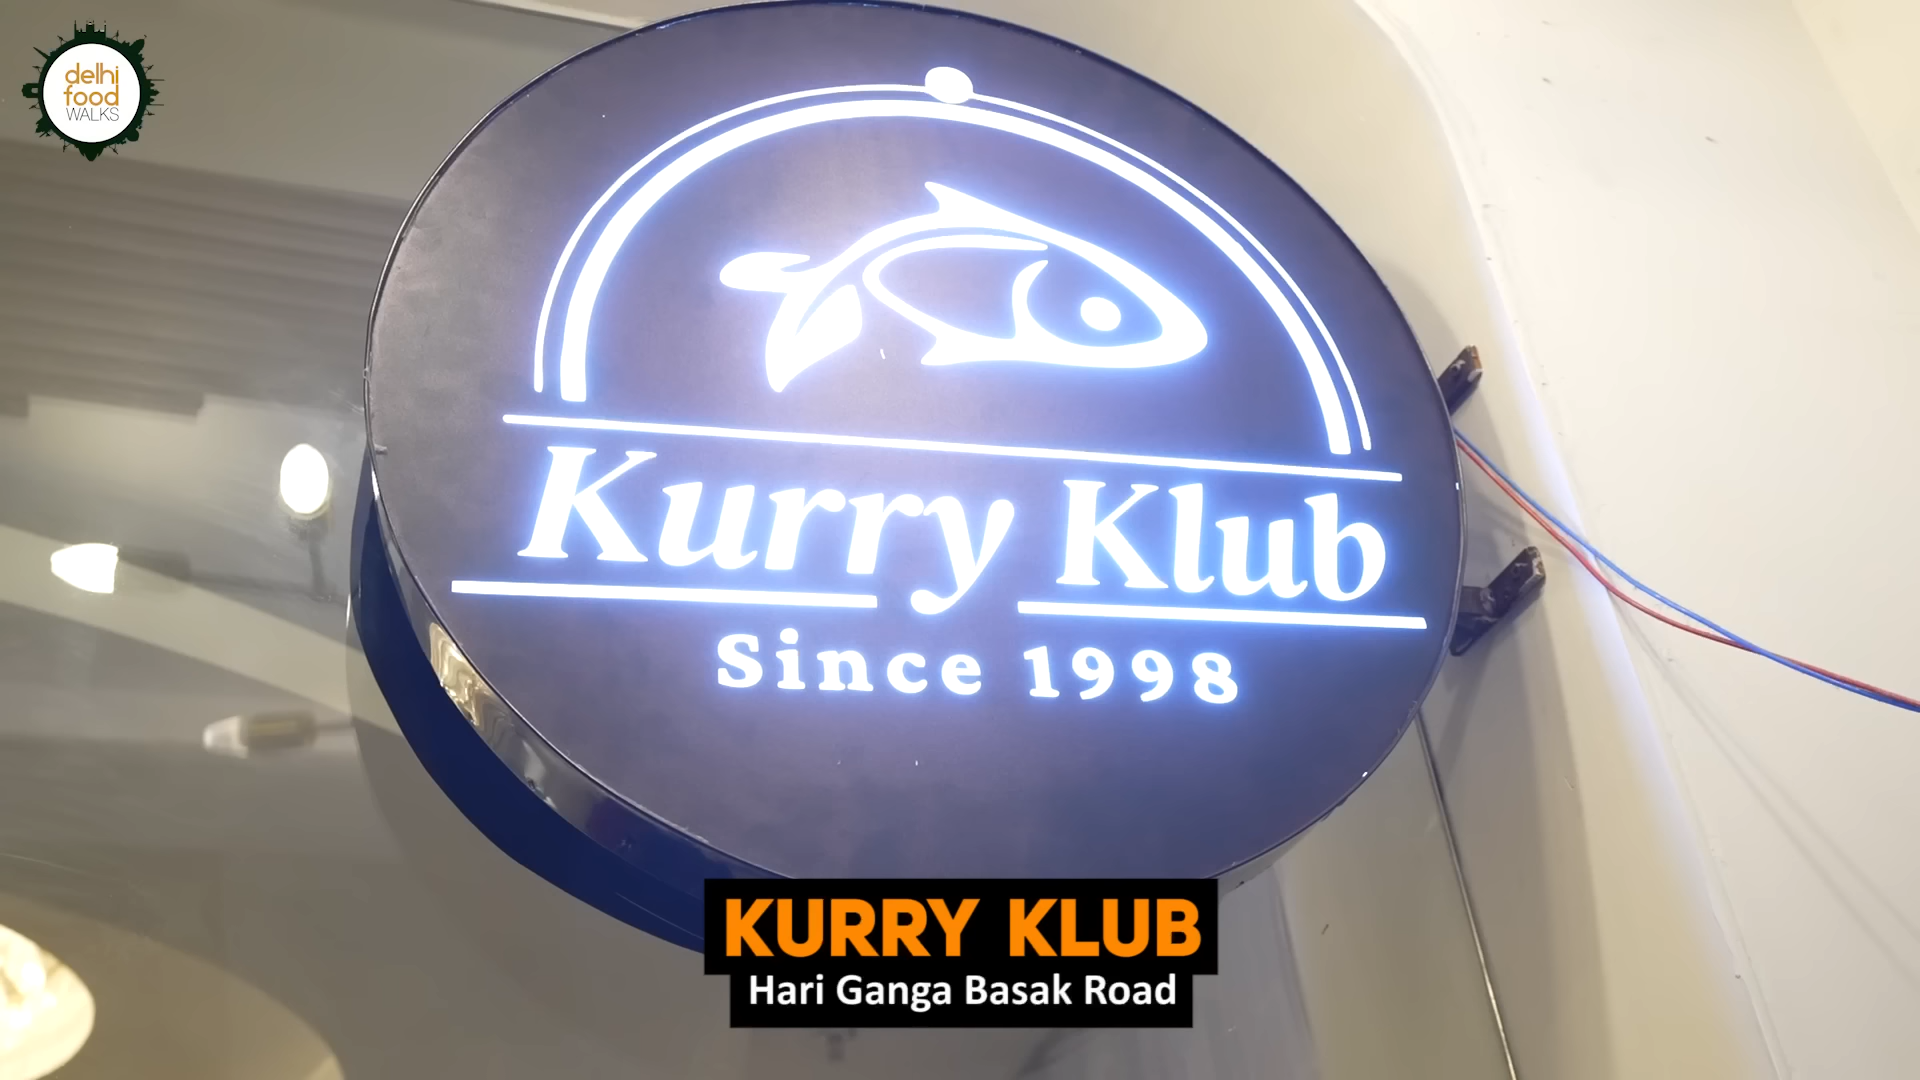 delhi
food
WALKS
Kurry Klub
Since 1998
KURRY KLUB
Hari Ganga Basak Road